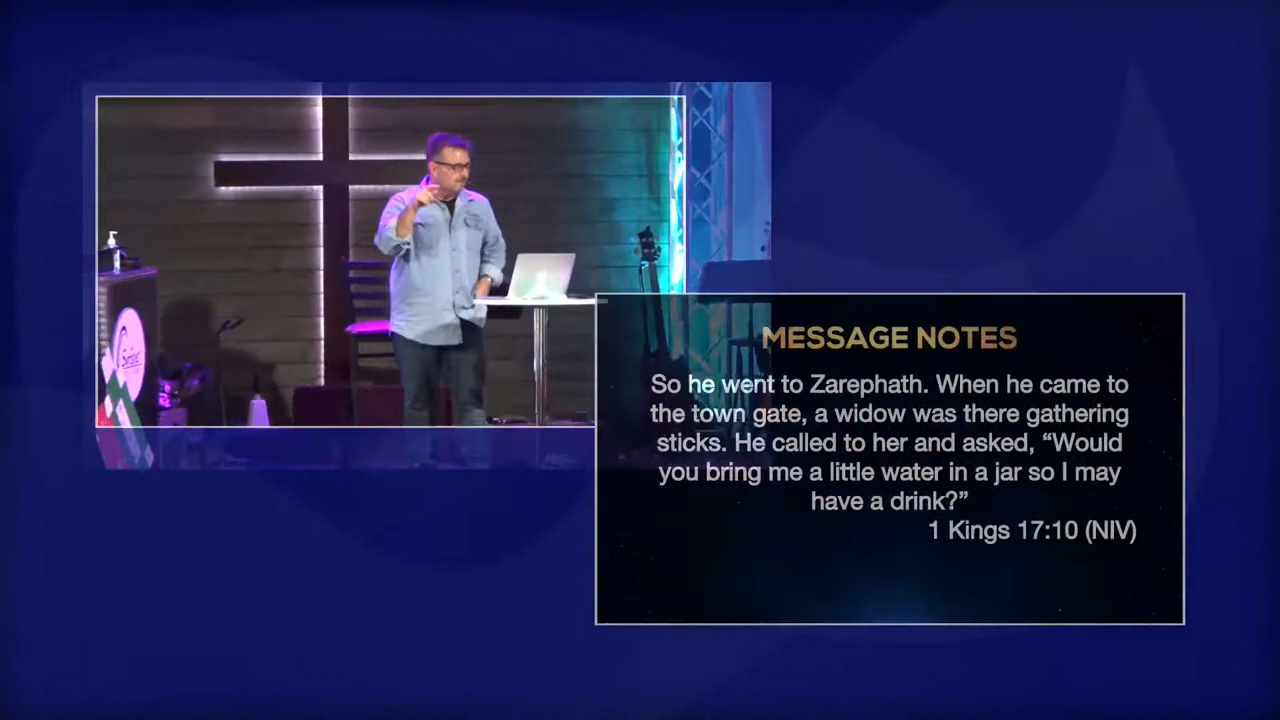 MESSAGE NOTES
So he went to Zarephath. When he came to
the town gate, a widow was there gathering
sticks. He called to her and asked, “Would
you bring me a little water in a jar so I may
have a drink?”
1 Kings 17:10 (NIV)